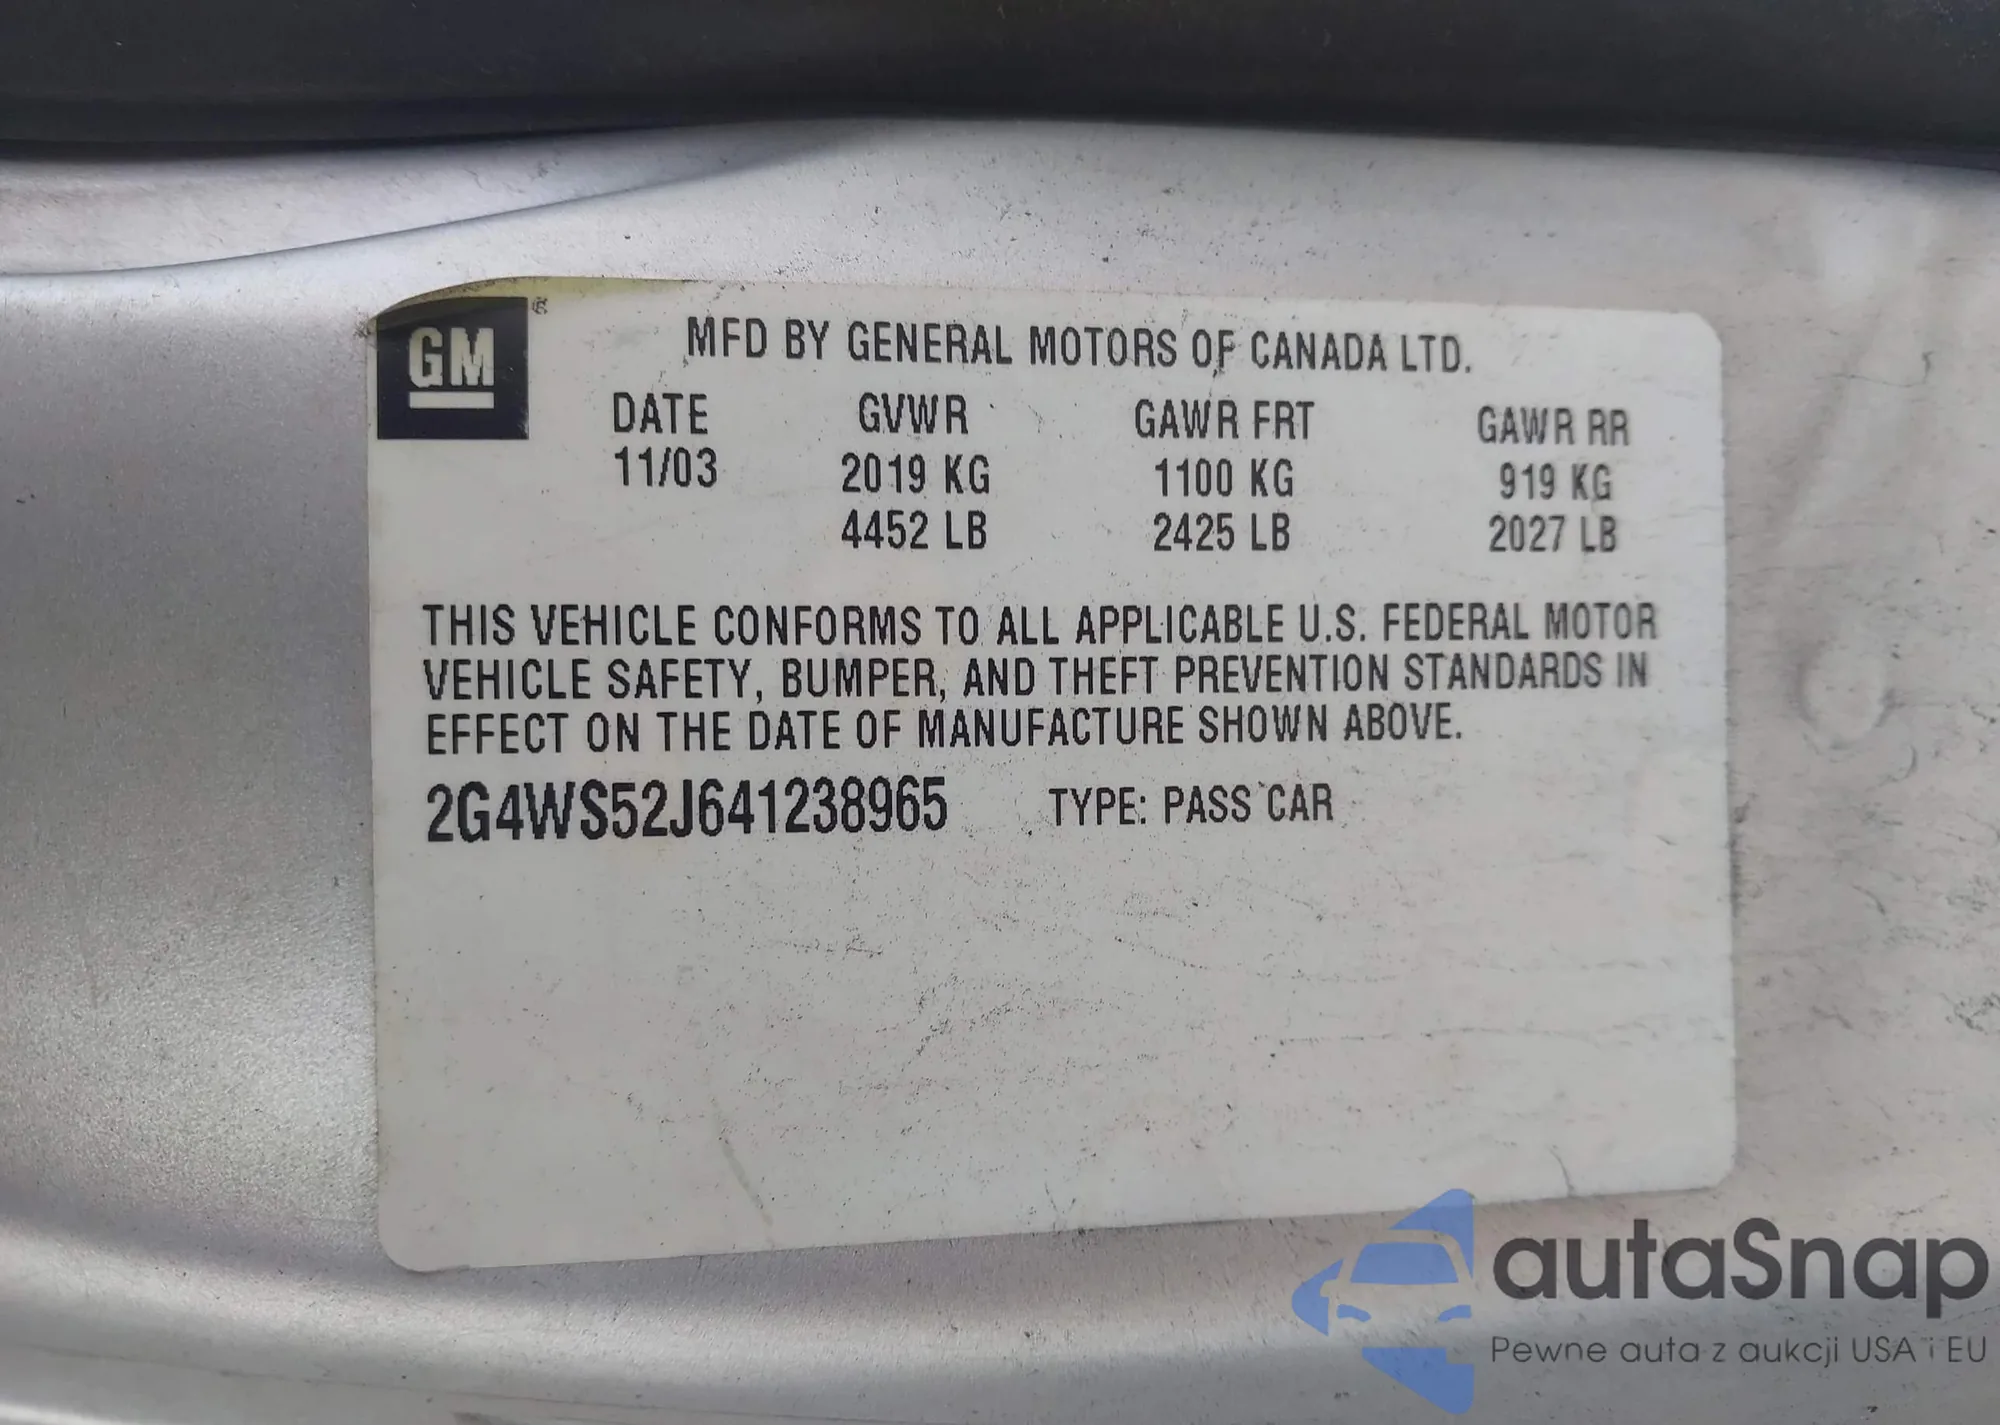 GM
MFD BY GENERAL MOTORS OF CANADA LTD.
DATE GVWR GAWR FRT GAWR RR
11/03 2019 KG 1100 KG 919 KG
4452 LB 2425 LB 2027 LB
THIS VEHICLE CONFORMS TO ALL APPLICABLE U.S. FEDERAL MOTOR
VEHICLE SAFETY, BUMPER, AND THEFT PREVENTION STANDARDS IN
EFFECT ON THE DATE OF MANUFACTURE SHOWN ABOVE.
2G4WS52J641238965 TYPE: PASS CAR
autaSnap
Pewne auta z aukcji USA i EU